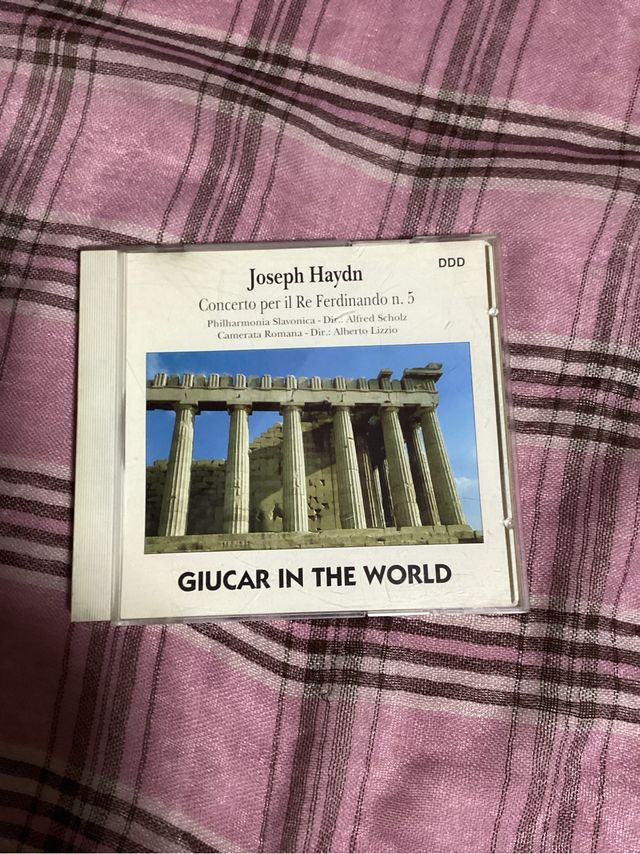 Joseph Haydn
DDD
Concerto per il Re Ferdinando n. 5
Philharmonia Slavonica - Dir.: Alfred Scholz
Camerata Romana - Dir.: Alberto Lizzio
GIUCAR IN THE WORLD